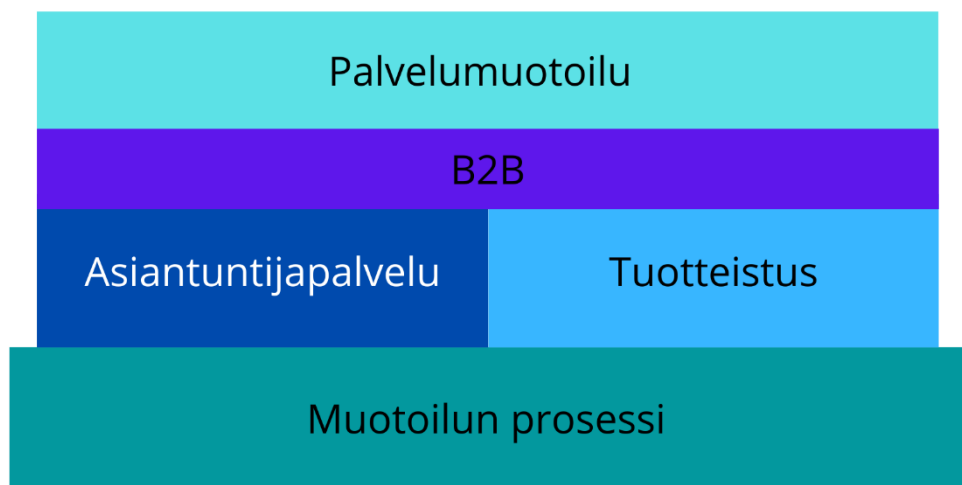 Palvelumuotoilu
B2B
Asiantuntijapalvelu
Tuotteistus
Muotoilun prosessi